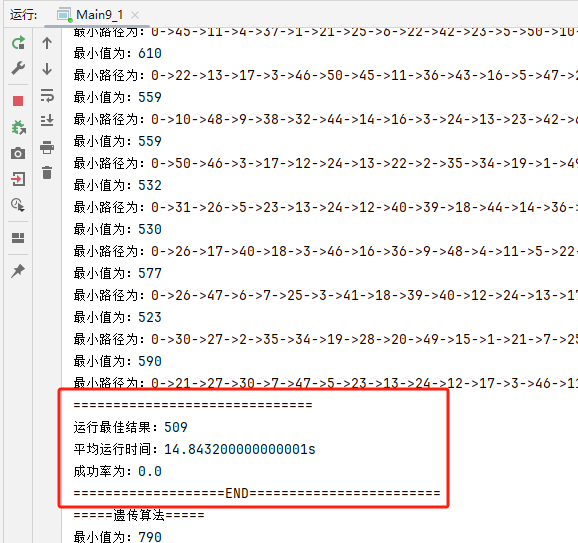 运行: Main9_1
最小路径为: 0->45->11->4->37->1->21->25->6->22->42->23->5->50->10-
最小值为: 610
最小路径为: 0->22->13->17->3->46->50->45->11->36->43->16->5->47->2
最小值为: 559
最小路径为: 0->10->48->9->38->32->44->14->16->3->24->13->23->42->
最小值为: 559
最小路径为: 0->50->46->3->17->12->24->13->22->2->35->34->19->1->49
最小值为: 532
最小路径为: 0->31->26->5->23->13->24->12->40->39->18->44->14->36->
最小值为: 530
最小路径为: 0->26->17->40->18->3->46->16->36->9->48->4->11->5->22-
最小值为: 577
最小路径为: 0->26->47->6->7->25->3->41->18->39->40->12->24->13->17
最小值为: 523
最小路径为: 0->30->27->2->35->34->19->28->20->49->15->1->21->7->25
最小值为: 590
最小路径为: 0->21->27->30->7->47->5->23->13->24->12->17->3->46->11
=============================
运行最佳结果: 509
平均运行时间: 14.843200000000001s
成功率为: 0.0
===================END========================
=====遗传算法=====
最小值为: 790